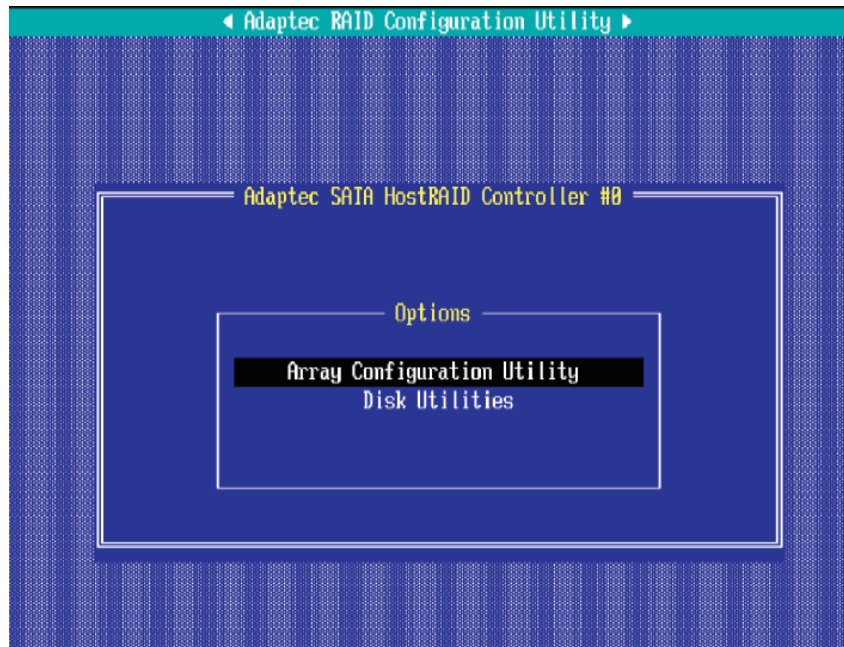 Adaptec RAID Configuration Utility
Adaptec SATA HostRAID Controller #0
Options
Array Configuration Utility
Disk Utilities